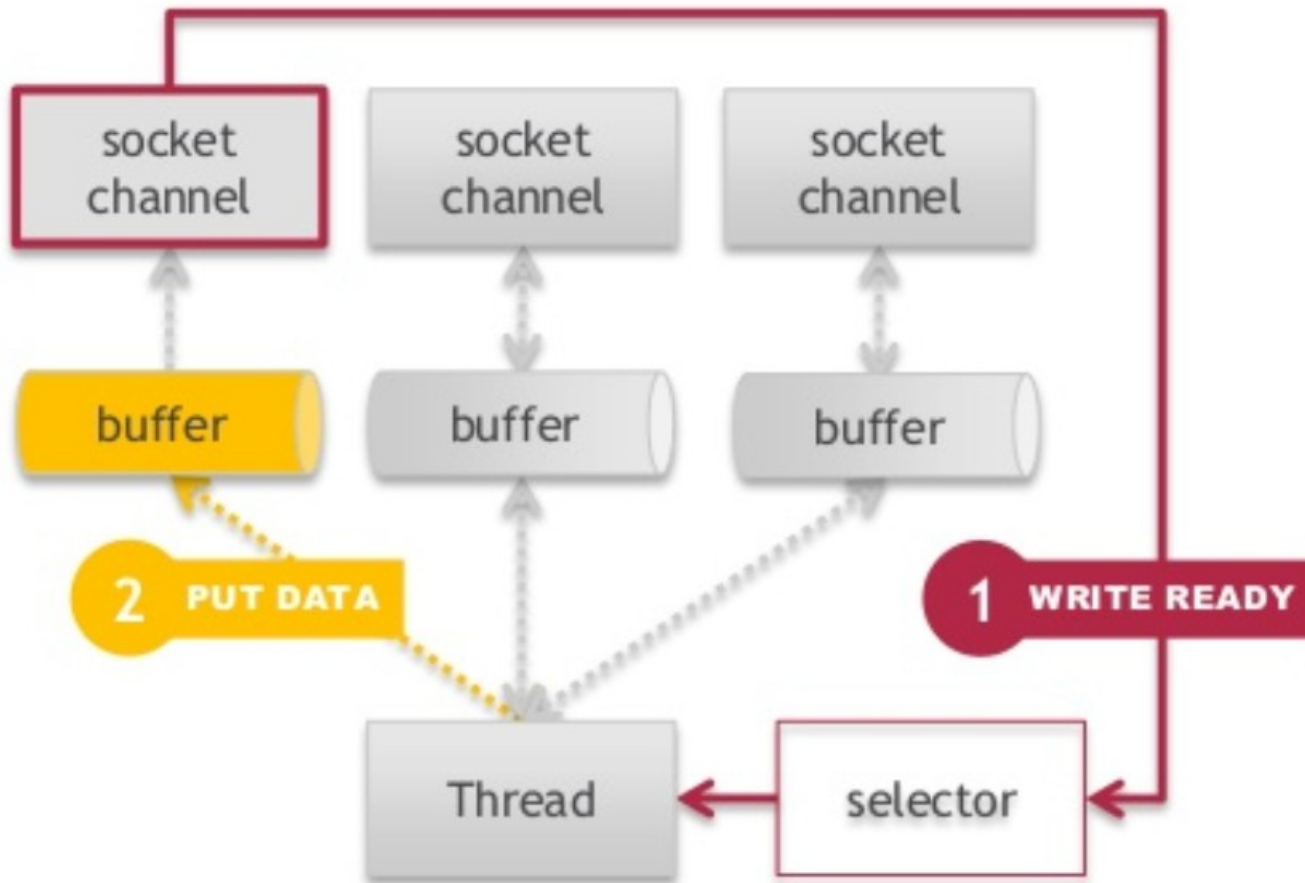 socket
channel
socket
channel
socket
channel
buffer
buffer
buffer
2 PUT DATA
1 WRITE READY
Thread
selector